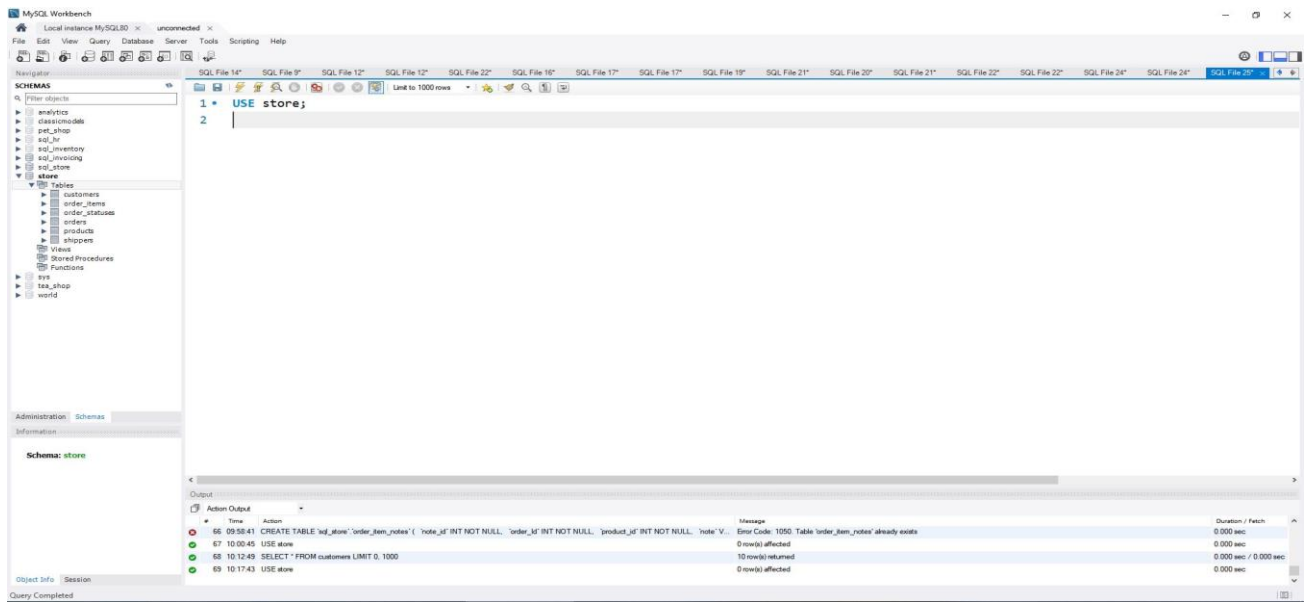 MySQL Workbench
Local instance MySQL80 × unconnected ×
File Edit View Query Database Server Tools Scripting Help
Navigator
SQL File 14* SQL File 9* SQL File 12* SQL File 12* SQL File 22* SQL File 16* SQL File 17* SQL File 17* SQL File 19* SQL File 21* SQL File 20* SQL File 21* SQL File 22* SQL File 22* SQL File 24* SQL File 24* SQL File 25* ×
SCHEMAS
Filter objects
Limit to 1000 rows
1 USE store;
2
analytics
classicmodels
pet_shop
sql_hr
sql_inventory
sql_invoicing
sql_store
store
Tables
customers
order_items
order_statuses
orders
products
shippers
Views
Stored Procedures
Functions
sys
tea_shop
world
Administration Schemas
Information
Schema: store
Output
Action Output
# Time Action Message Duration / Fetch
66 09:58:41 CREATE TABLE `sql_store`.`order_item_notes` ( `note_id` INT NOT NULL, `order_Id` INT NOT NULL, `product_id` INT NOT NULL, `note` V... Error Code: 1050. Table 'order_item_notes' already exists 0.000 sec
67 10:00:45 USE store 0 row(s) affected 0.000 sec
68 10:12:49 SELECT * FROM customers LIMIT 0, 1000 10 row(s) returned 0.000 sec / 0.000 sec
69 10:17:43 USE store 0 row(s) affected 0.000 sec
Object Info Session
Query Completed